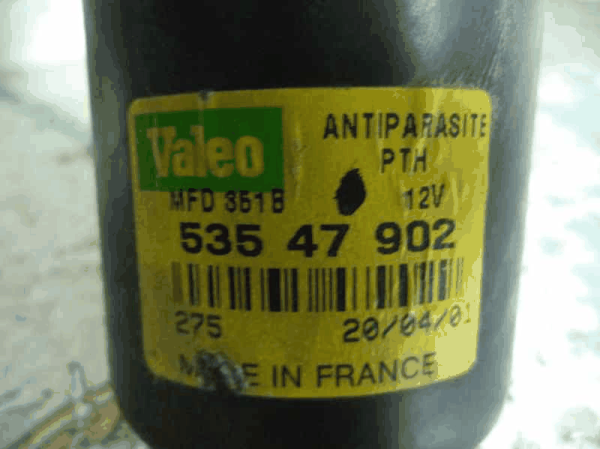 Valeo
ANTIPARASITE
PTH
MFD 351B 12V
535 47 902
275 20/04/01
IN FRANCE